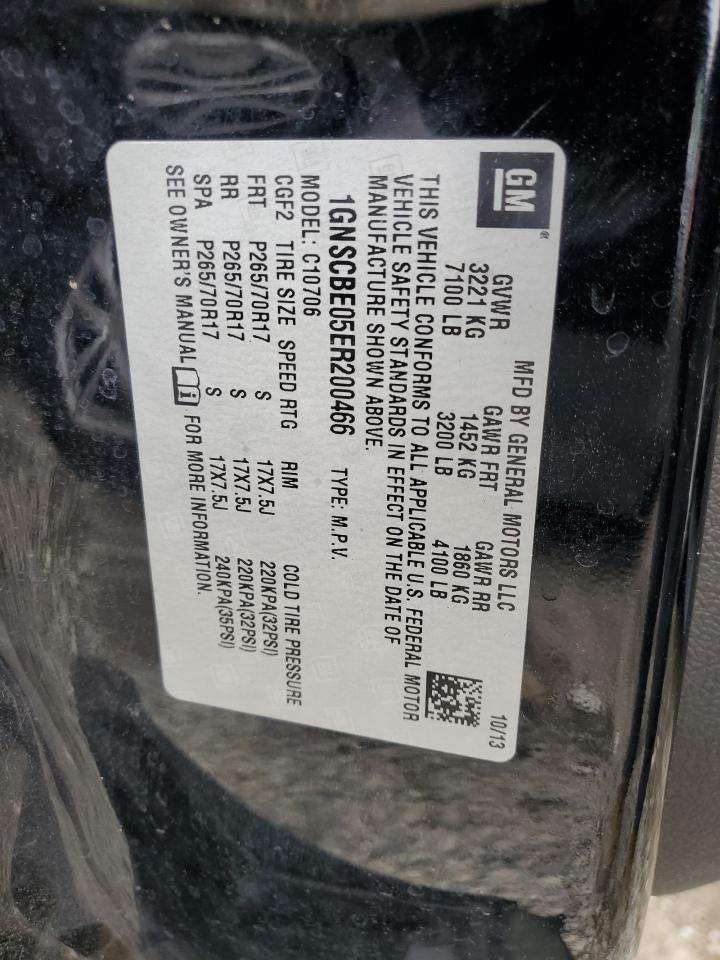 GM ®
MFD BY GENERAL MOTORS LLC 10/13
GVWR GAWR FRT GAWR RR
3221 KG 1452 KG 1860 KG
7100 LB 3200 LB 4100 LB
THIS VEHICLE CONFORMS TO ALL APPLICABLE U.S. FEDERAL MOTOR
VEHICLE SAFETY STANDARDS IN EFFECT ON THE DATE OF
MANUFACTURE SHOWN ABOVE.
1GNSCBE05ER200466 TYPE: M.P.V.
MODEL: C10706
CGF2 TIRE SIZE SPEED RTG RIM COLD TIRE PRESSURE
FRT P265/70R17 S 17X7.5J 220KPA(32PSI)
RR P265/70R17 S 17X7.5J 220KPA(32PSI)
SPA P265/70R17 S 17X7.5J 240KPA(35PSI)
SEE OWNER'S MANUAL FOR MORE INFORMATION.